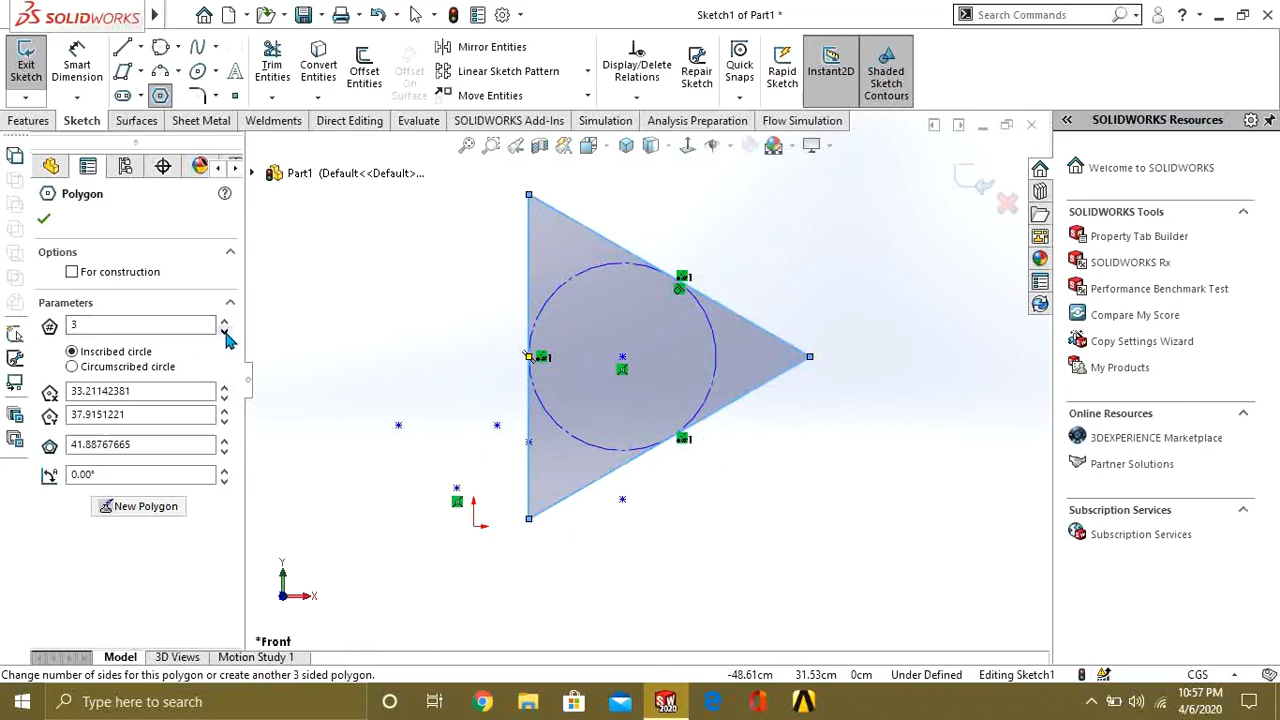 SOLIDWORKS
Sketch1 of Part1 *
Search Commands
Exit Sketch
Smart Dimension
Trim Entities
Convert Entities
Offset Entities
Offset On Surface
Mirror Entities
Linear Sketch Pattern
Move Entities
Display/Delete Relations
Repair Sketch
Quick Snaps
Rapid Sketch
Instant2D
Shaded Sketch Contours
Features
Sketch
Surfaces
Sheet Metal
Weldments
Direct Editing
Evaluate
SOLIDWORKS Add-Ins
Simulation
Analysis Preparation
Flow Simulation
SOLIDWORKS Resources
Part1 (Default<<Default>...
Polygon
Options
For construction
Parameters
3
Inscribed circle
Circumscribed circle
33.21142381
37.9151221
41.88767665
0.00°
New Polygon
1
1
1
Y
X
*Front
Welcome to SOLIDWORKS
SOLIDWORKS Tools
Property Tab Builder
SOLIDWORKS Rx
Performance Benchmark Test
Compare My Score
Copy Settings Wizard
My Products
Online Resources
3DEXPERIENCE Marketplace
Partner Solutions
Subscription Services
Subscription Services
Model
3D Views
Motion Study 1
Change number of sides for this polygon or create another 3 sided polygon.
-48.61cm
31.53cm
0cm
Under Defined
Editing Sketch1
CGS
Type here to search
SW
2020
10:57 PM
4/6/2020